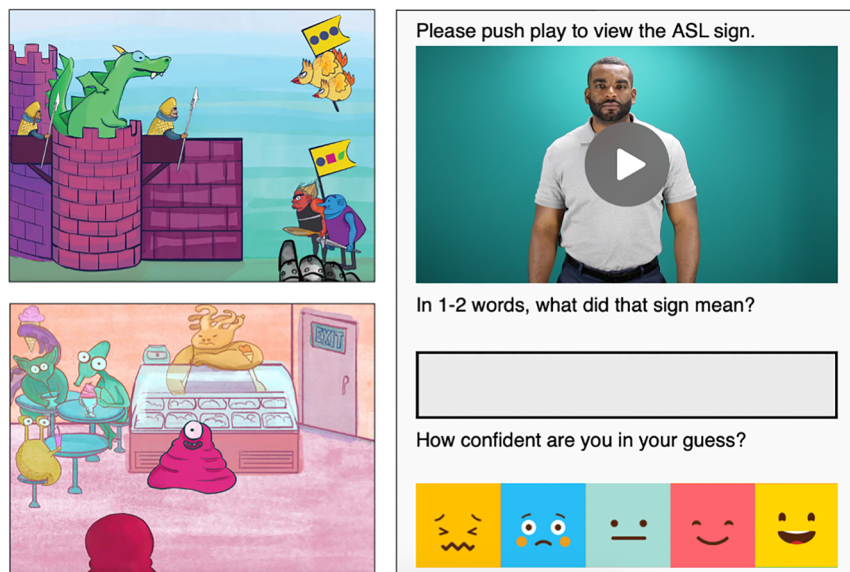 EXIT
Please push play to view the ASL sign.
In 1-2 words, what did that sign mean?
How confident are you in your guess?